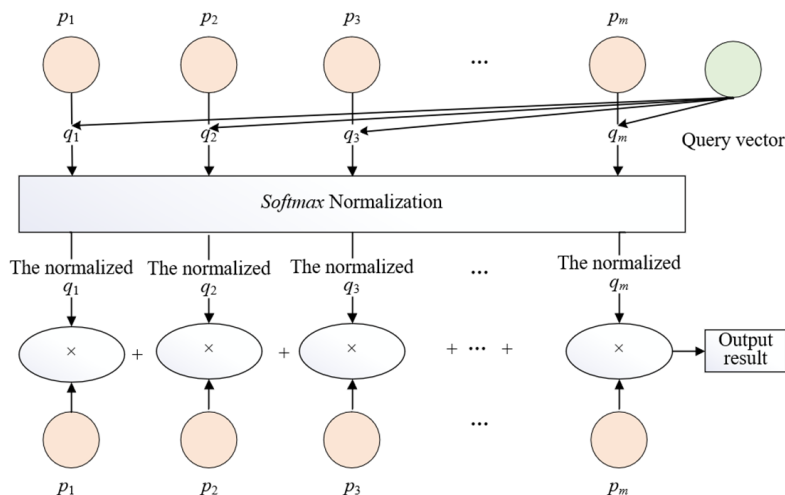 p1 p2 p3 pm
...
q1 q2 q3 qm
Query vector
Softmax Normalization
The normalized The normalized The normalized ... The normalized
q1 q2 q3 qm
× + × + × + ... + × Output
result
...
p1 p2 p3 pm